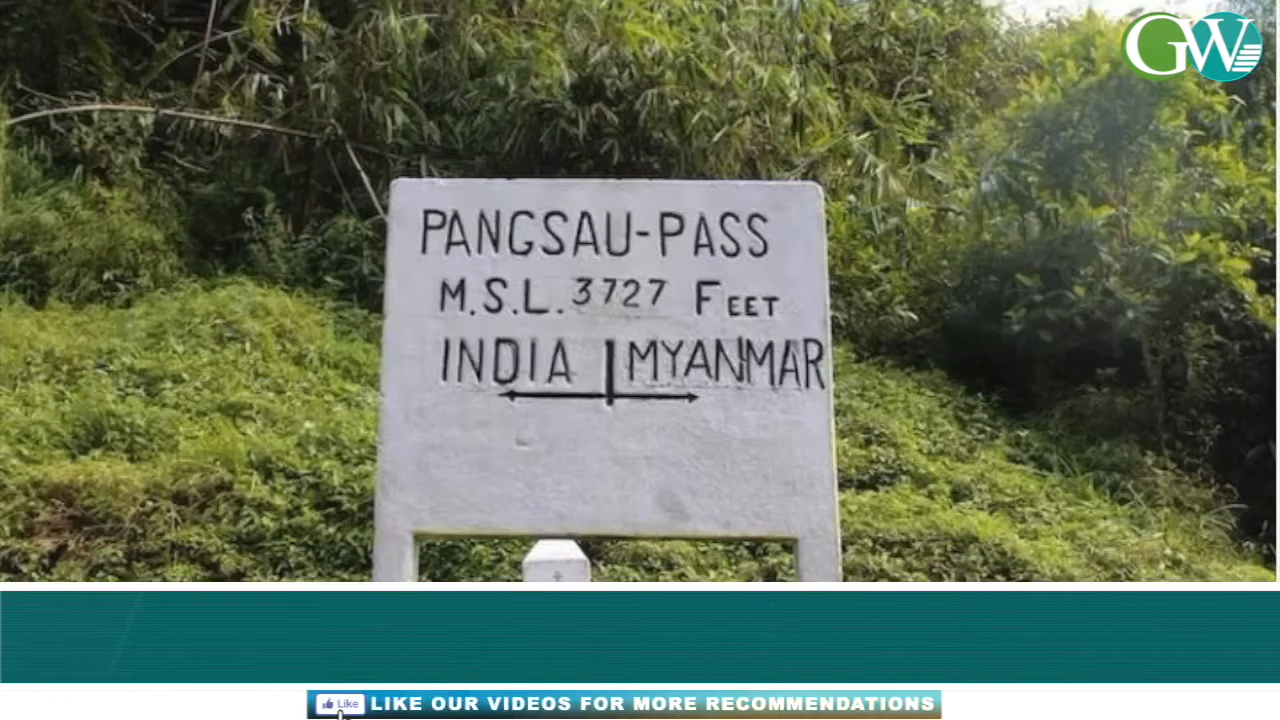 GW
PANGSAU-PASS
M.S.L. 3727 FEET
INDIA | MYANMAR
Like LIKE OUR VIDEOS FOR MORE RECOMMENDATIONS